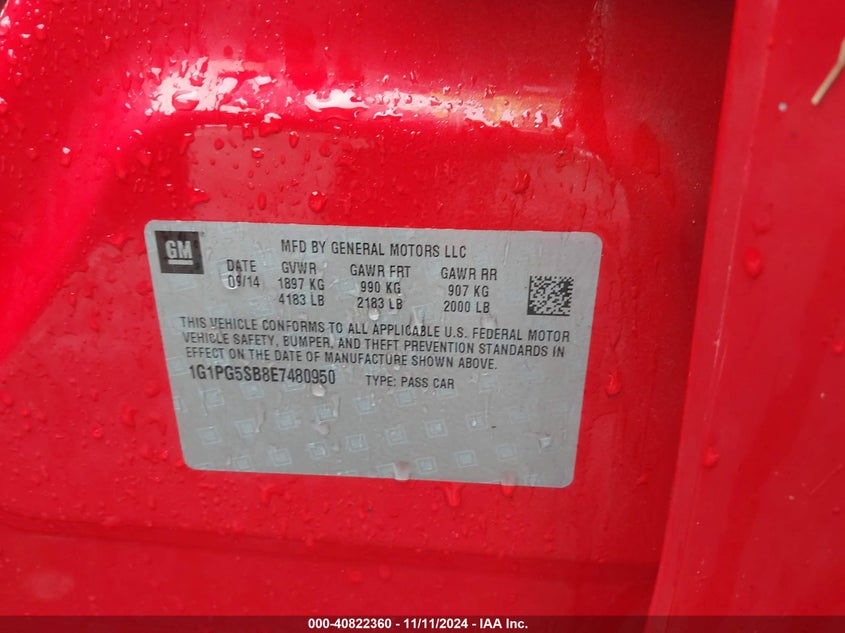 GM
MFD BY GENERAL MOTORS LLC
DATE GVWR GAWR FRT GAWR RR
09/14 1897 KG 990 KG 907 KG
4183 LB 2183 LB 2000 LB
THIS VEHICLE CONFORMS TO ALL APPLICABLE U.S. FEDERAL MOTOR
VEHICLE SAFETY, BUMPER, AND THEFT PREVENTION STANDARDS IN
EFFECT ON THE DATE OF MANUFACTURE SHOWN ABOVE.
1G1PG5SB8E7480950 TYPE: PASS CAR
000-40822360 - 11/11/2024 - IAA Inc.